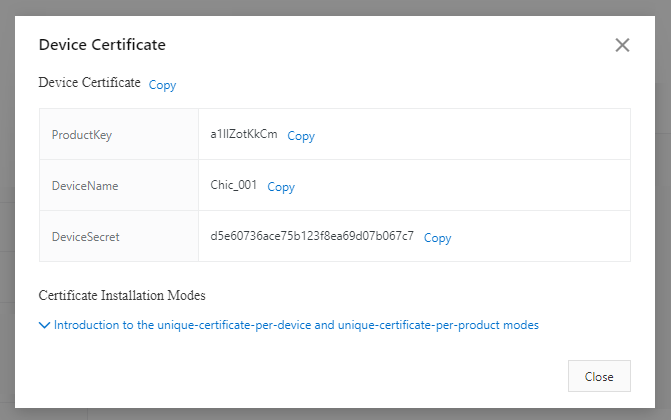 Device Certificate
Device Certificate Copy
ProductKey a1IIZotKkCm Copy
DeviceName Chic_001 Copy
DeviceSecret d5e60736ace75b123f8ea69d07b067c7 Copy
Certificate Installation Modes
Introduction to the unique-certificate-per-device and unique-certificate-per-product modes
Close